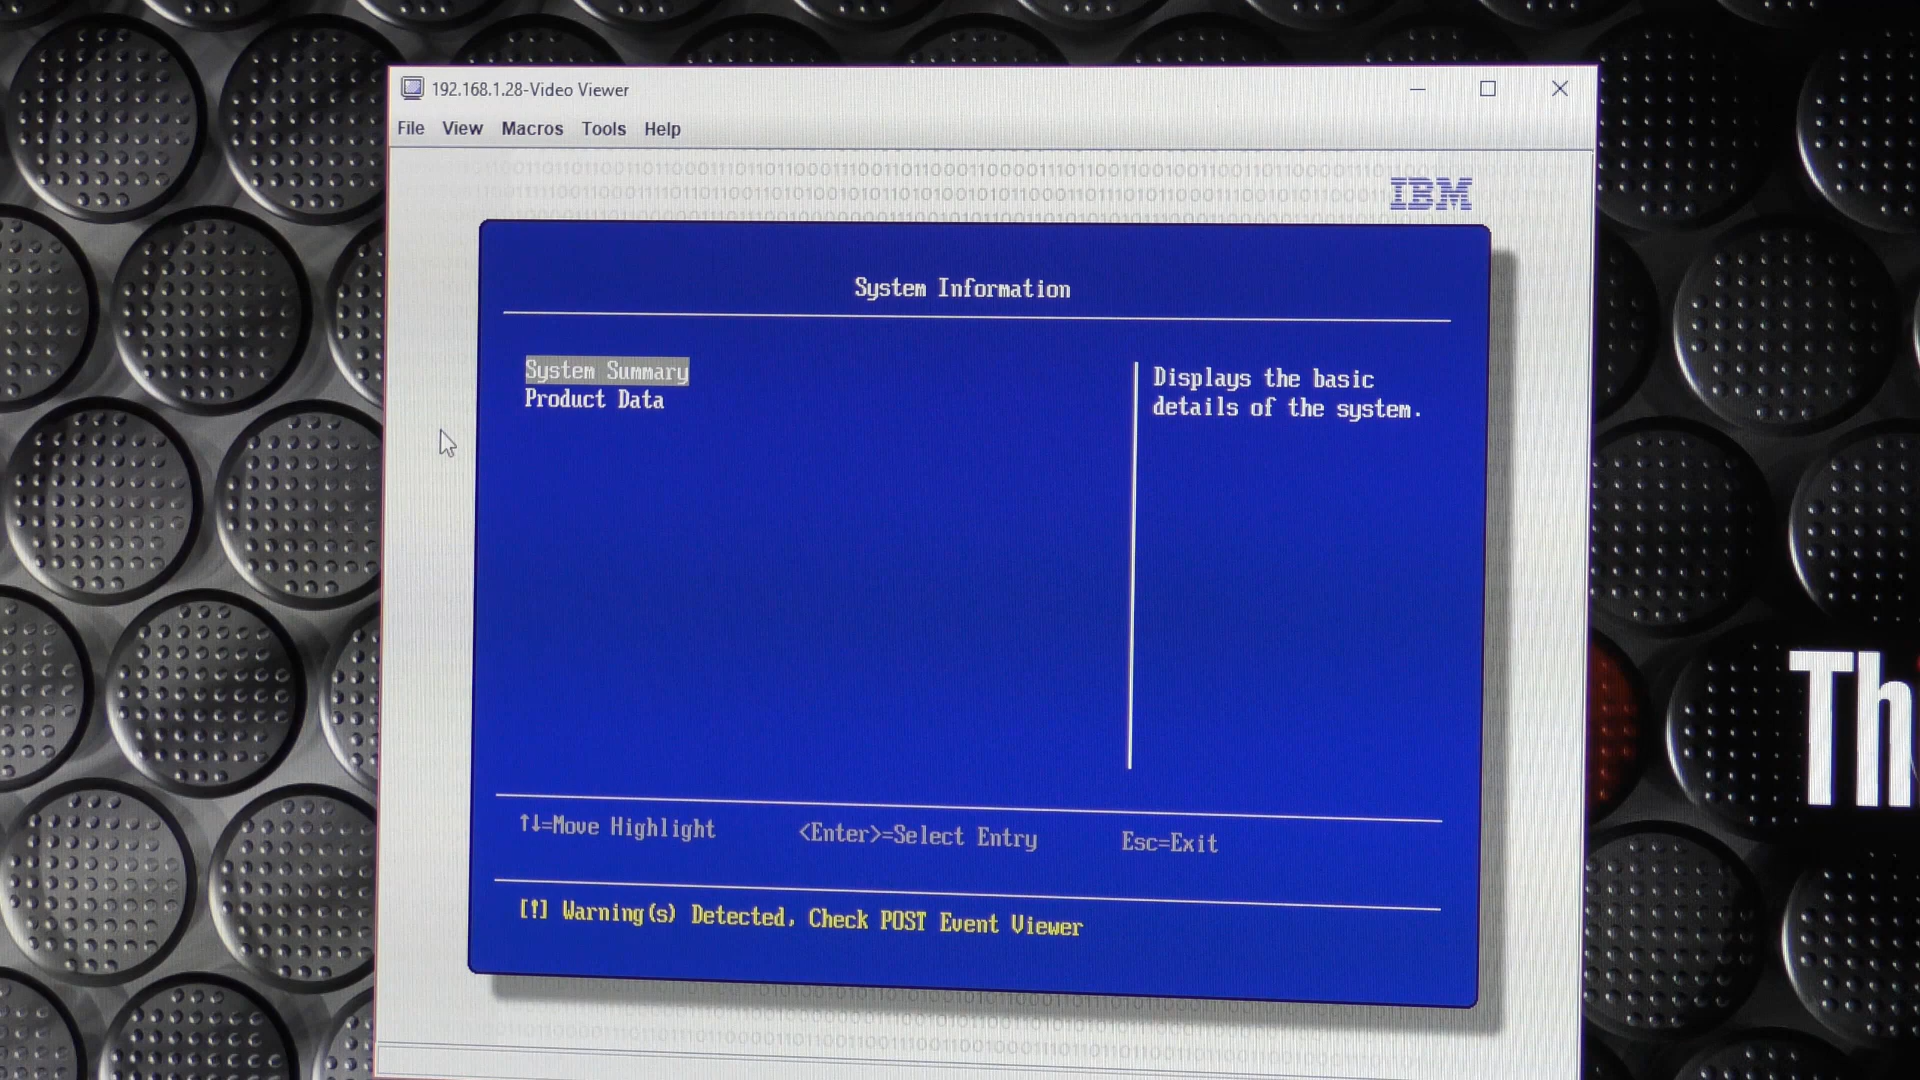 192.168.1.28-Video Viewer
File View Macros Tools Help
IBM
System Information
System Summary
Product Data
Displays the basic
details of the system.
↑↓=Move Highlight <Enter>=Select Entry Esc=Exit
[!] Warning(s) Detected, Check POST Event Viewer
Th